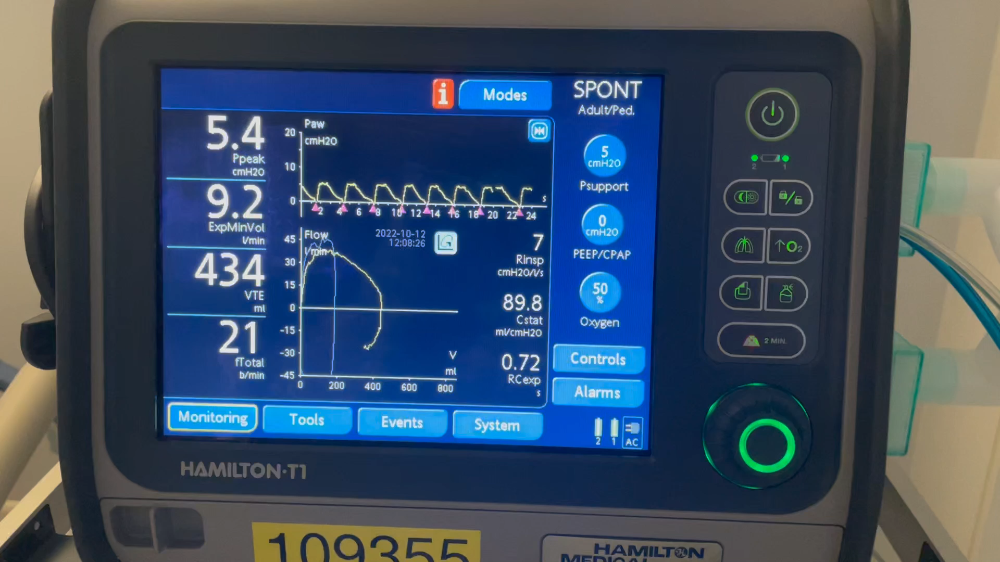 i
Modes
SPONT
Adult/Ped.
5.4
Ppeak
cmH2O
9.2
ExpMinVol
l/min
434
VTE
ml
21
fTotal
b/min
Paw
cmH2O
20
10
0
2 4 6 8 10 12 14 16 18 20 22 24
s
Flow
l/min
2022-10-12
12:08:26
45
30
15
0
-15
-30
-45
0 200 400 600 800
V
ml
7
RInsp
cmH2O/l/s
89.8
Cstat
ml/cmH2O
0.72
RCexp
s
5
cmH2O
Psupport
0
cmH2O
PEEP/CPAP
50
%
Oxygen
Controls
Alarms
Monitoring
Tools
Events
System
2 1 AC
2 1
↑O2
2 MIN.
HAMILTON·T1
109355
HAMILTON
MEDICAL